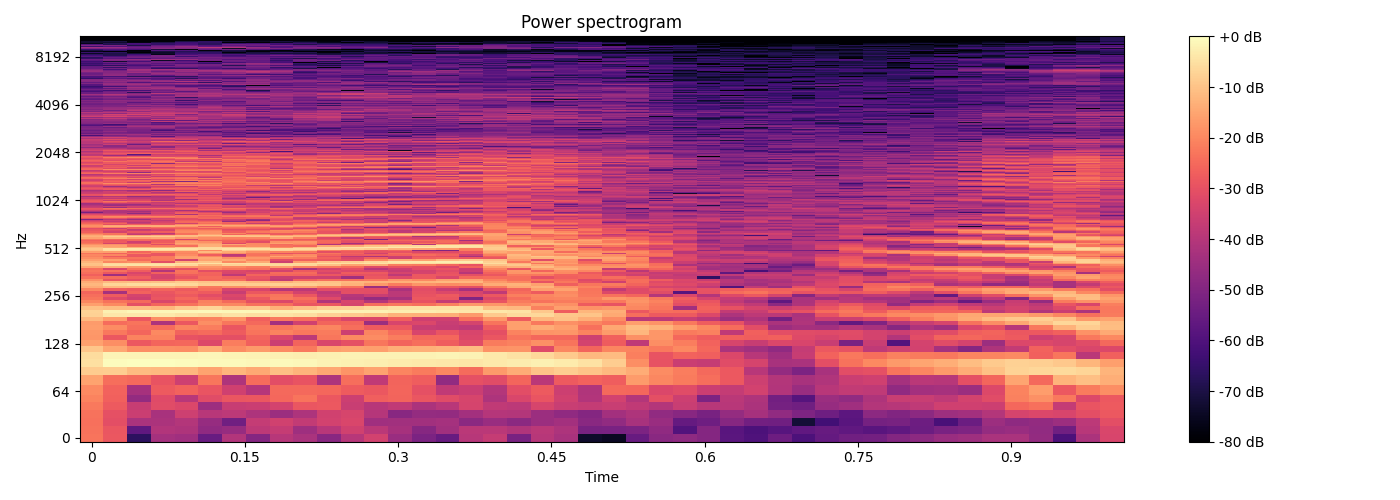 Power spectrogram
Hz
8192
4096
2048
1024
512
256
128
64
0
0 0.15 0.3 0.45 0.6 0.75 0.9
Time
+0 dB
-10 dB
-20 dB
-30 dB
-40 dB
-50 dB
-60 dB
-70 dB
-80 dB